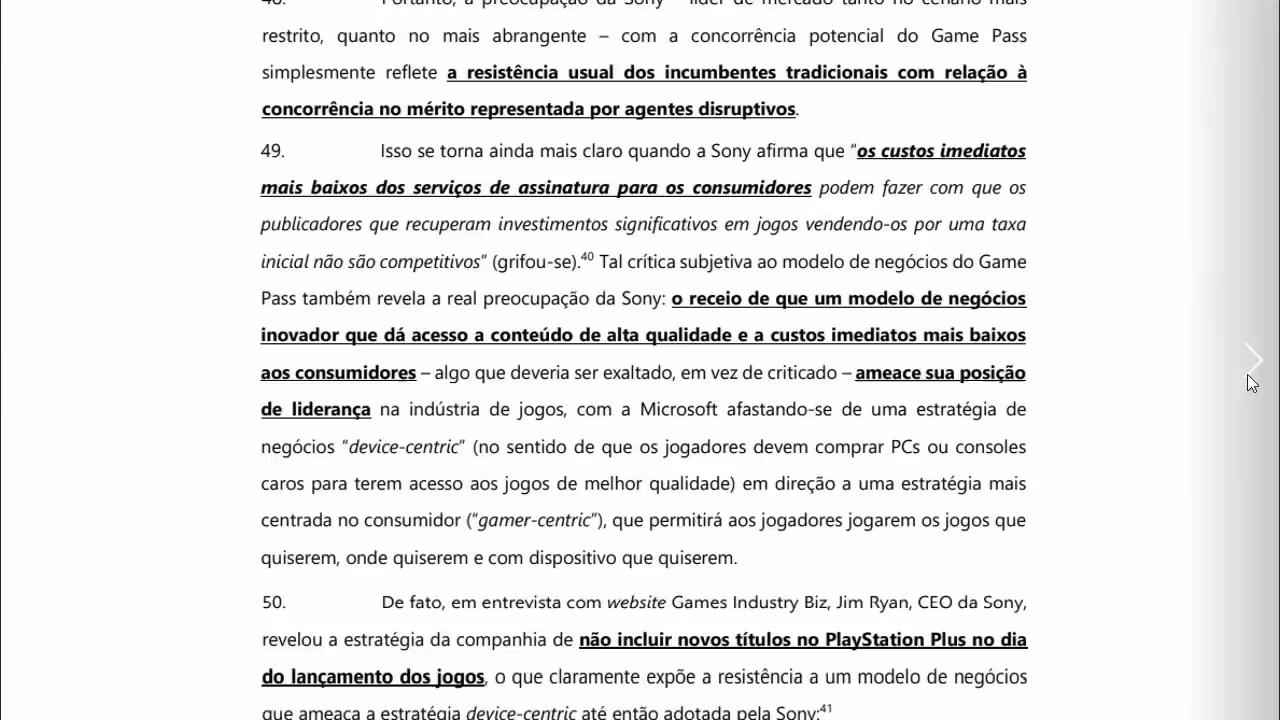 48. Portanto, a preocupação da Sony – líder de mercado tanto no cenário mais
restrito, quanto no mais abrangente – com a concorrência potencial do Game Pass
simplesmente reflete a resistência usual dos incumbentes tradicionais com relação à
concorrência no mérito representada por agentes disruptivos.
49. Isso se torna ainda mais claro quando a Sony afirma que “os custos imediatos
mais baixos dos serviços de assinatura para os consumidores podem fazer com que os
publicadores que recuperam investimentos significativos em jogos vendendo-os por uma taxa
inicial não são competitivos” (grifou-se).40 Tal crítica subjetiva ao modelo de negócios do Game
Pass também revela a real preocupação da Sony: o receio de que um modelo de negócios
inovador que dá acesso a conteúdo de alta qualidade e a custos imediatos mais baixos
aos consumidores – algo que deveria ser exaltado, em vez de criticado – ameace sua posição
de liderança na indústria de jogos, com a Microsoft afastando-se de uma estratégia de
negócios “device-centric” (no sentido de que os jogadores devem comprar PCs ou consoles
caros para terem acesso aos jogos de melhor qualidade) em direção a uma estratégia mais
centrada no consumidor (“gamer-centric”), que permitirá aos jogadores jogarem os jogos que
quiserem, onde quiserem e com dispositivo que quiserem.
50. De fato, em entrevista com website Games Industry Biz, Jim Ryan, CEO da Sony,
revelou a estratégia da companhia de não incluir novos títulos no PlayStation Plus no dia
do lançamento dos jogos, o que claramente expõe a resistência a um modelo de negócios
que ameaça a estratégia device-centric até então adotada pela Sony:41